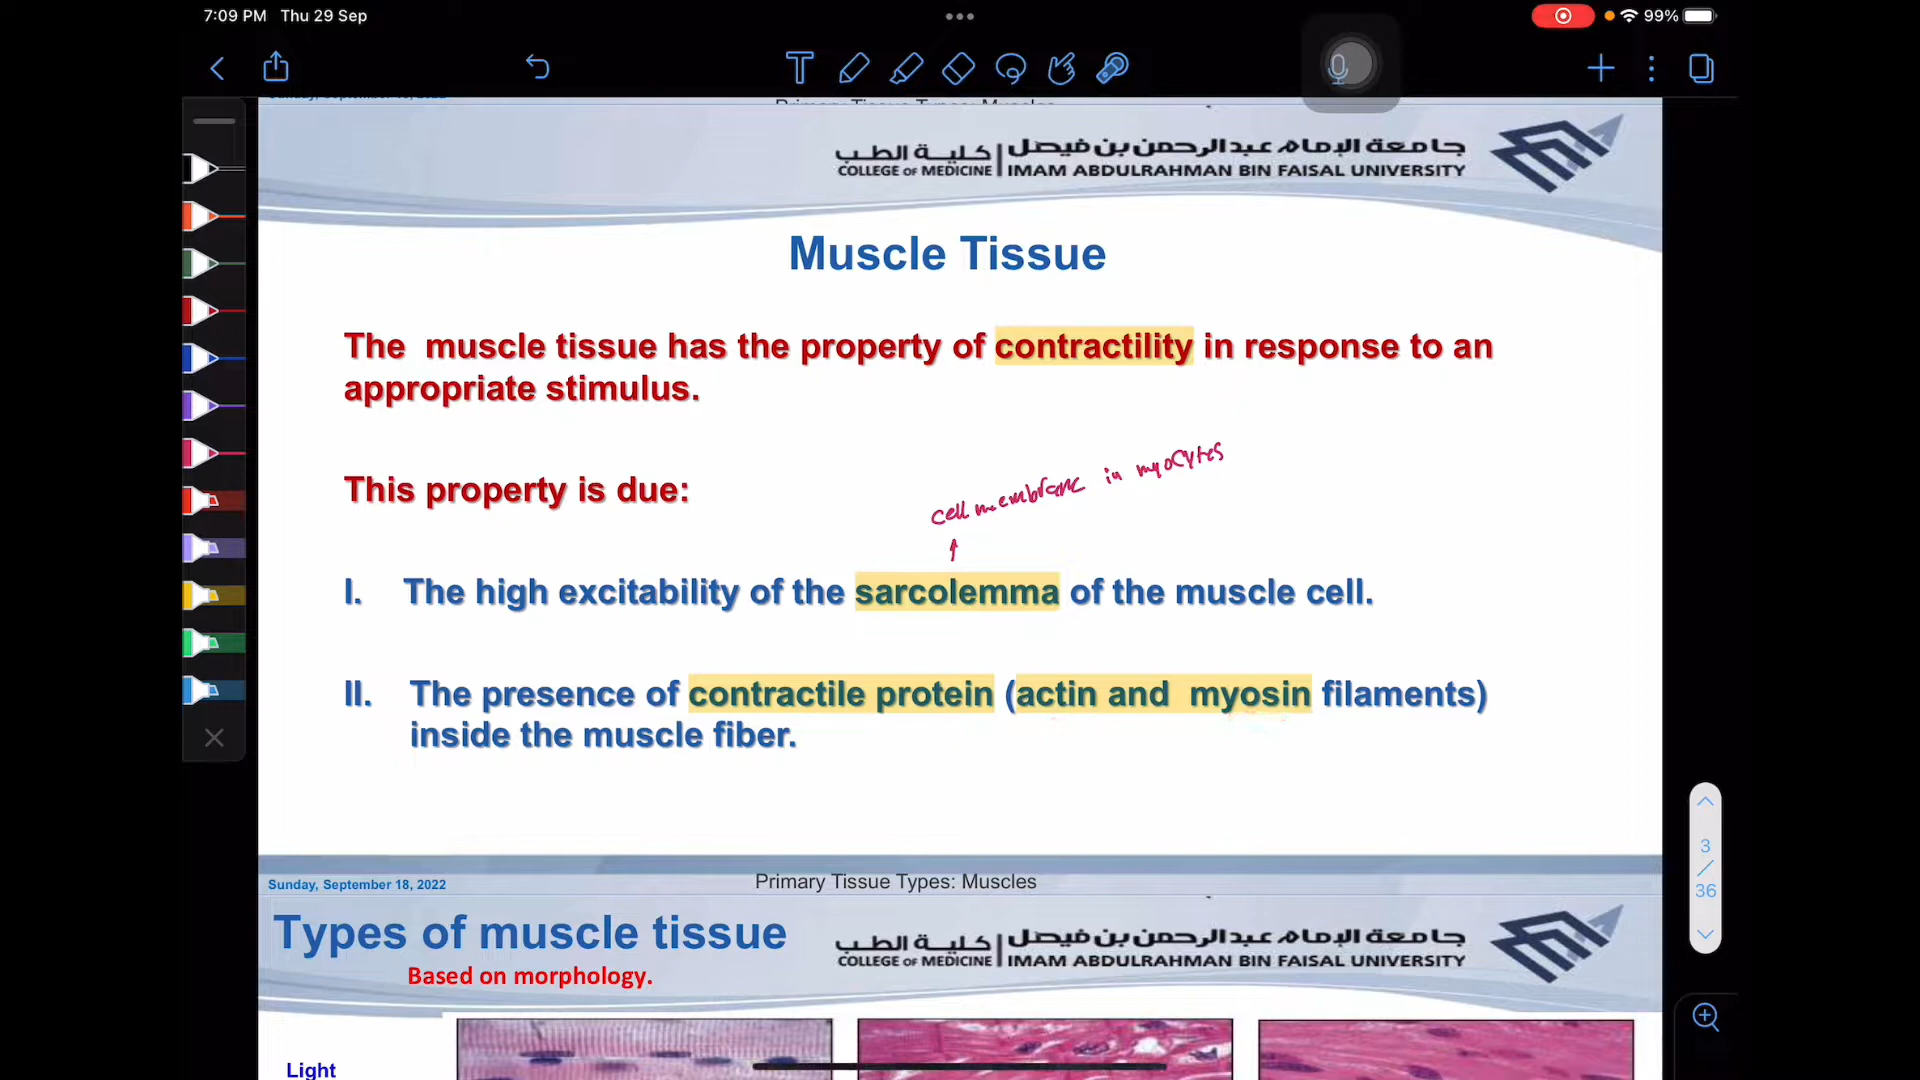 7:09 PM Thu 29 Sep
99%
Primary Tissue Types: Muscles
كلية الطب | جامعة الإمام عبدالرحمن بن فيصل
COLLEGE OF MEDICINE | IMAM ABDULRAHMAN BIN FAISAL UNIVERSITY
Muscle Tissue
The muscle tissue has the property of contractility in response to an
appropriate stimulus.
This property is due:
cell membrane in myocytes
I. The high excitability of the sarcolemma of the muscle cell.
II. The presence of contractile protein (actin and myosin filaments)
inside the muscle fiber.
3
/
36
Sunday, September 18, 2022
Primary Tissue Types: Muscles
Types of muscle tissue
Based on morphology.
كلية الطب | جامعة الإمام عبدالرحمن بن فيصل
COLLEGE OF MEDICINE | IMAM ABDULRAHMAN BIN FAISAL UNIVERSITY
Light